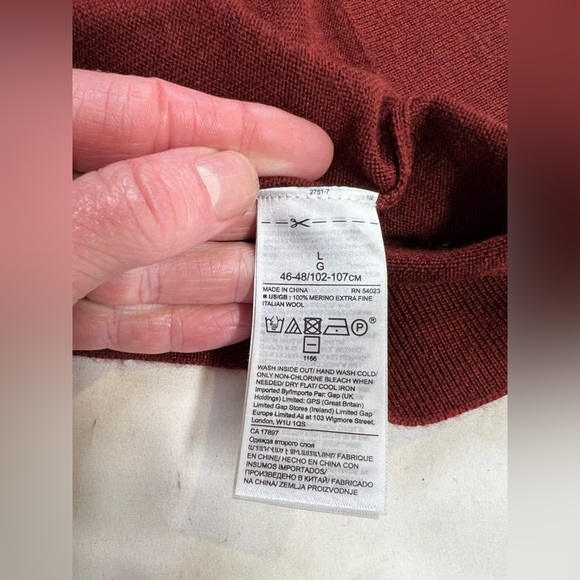 2751-7
L
G
46-48/102-107CM
MADE IN CHINA RN 54023
■ US/GB : 100% MERINO EXTRA FINE
ITALIAN WOOL
P®
1166
WASH INSIDE OUT/ HAND WASH COLD/
ONLY NON-CHLORINE BLEACH WHEN
NEEDED/ DRY FLAT/ COOL IRON
Imported By/Importe Par: Gap (UK
Holdings) Limited: GPS (Great Britain)
Limited Gap Stores (Ireland) Limited Gap
Europe Limited All at 103 Wigmore Street,
London, W1U 1QS
CA 17897
Одежда второго слоя
FABRIQUE
EN CHINE/ HECHO EN CHINA CON
INSUMOS IMPORTADOS/
ПРОИЗВЕДЕНО В КИТАЙ/ FABRICADO
NA CHINA/ ZEMLJA PROIZVODNJE